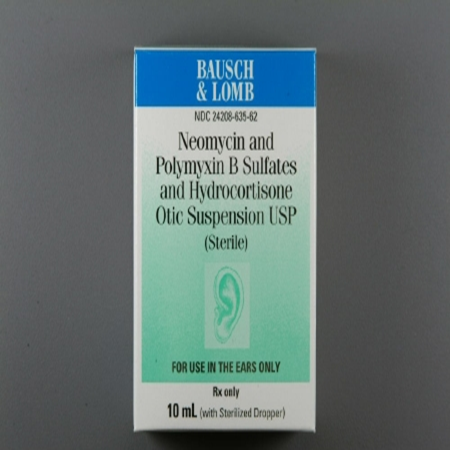 BAUSCH
& LOMB
NDC 24208-635-62
Neomycin and
Polymyxin B Sulfates
and Hydrocortisone
Otic Suspension USP
(Sterile)
FOR USE IN THE EARS ONLY
Rx only
10 mL (with Sterilized Dropper)